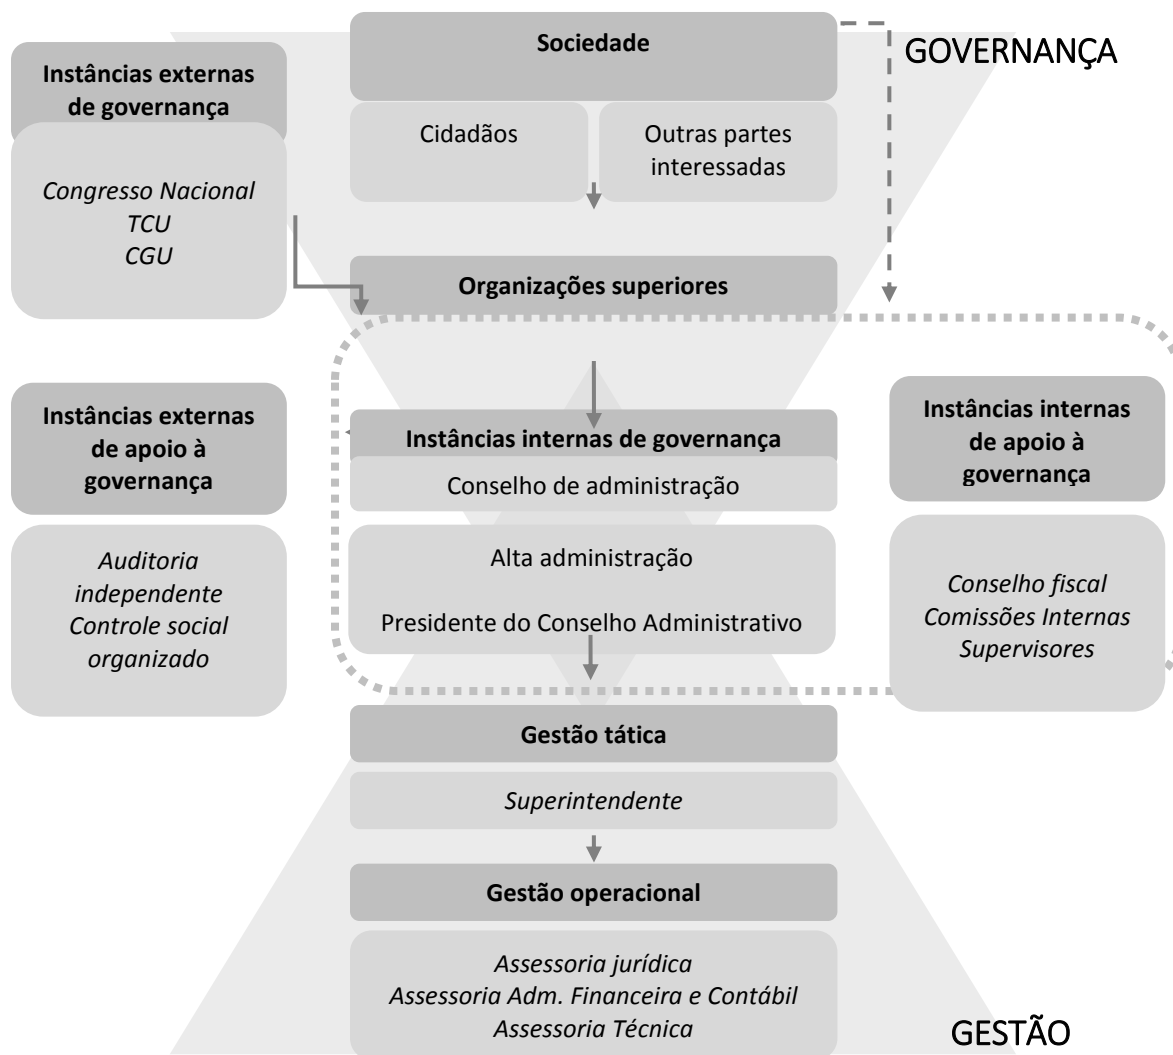 GOVERNANÇA
Sociedade
Cidadãos
Outras partes
interessadas
Instâncias externas
de governança
Congresso Nacional
TCU
CGU
Organizações superiores
Instâncias externas
de apoio à
governança
Auditoria
independente
Controle social
organizado
Instâncias internas de governança
Conselho de administração
Alta administração
Presidente do Conselho Administrativo
Instâncias internas
de apoio à
governança
Conselho fiscal
Comissões Internas
Supervisores
Gestão tática
Superintendente
Gestão operacional
Assessoria jurídica
Assessoria Adm. Financeira e Contábil
Assessoria Técnica
GESTÃO